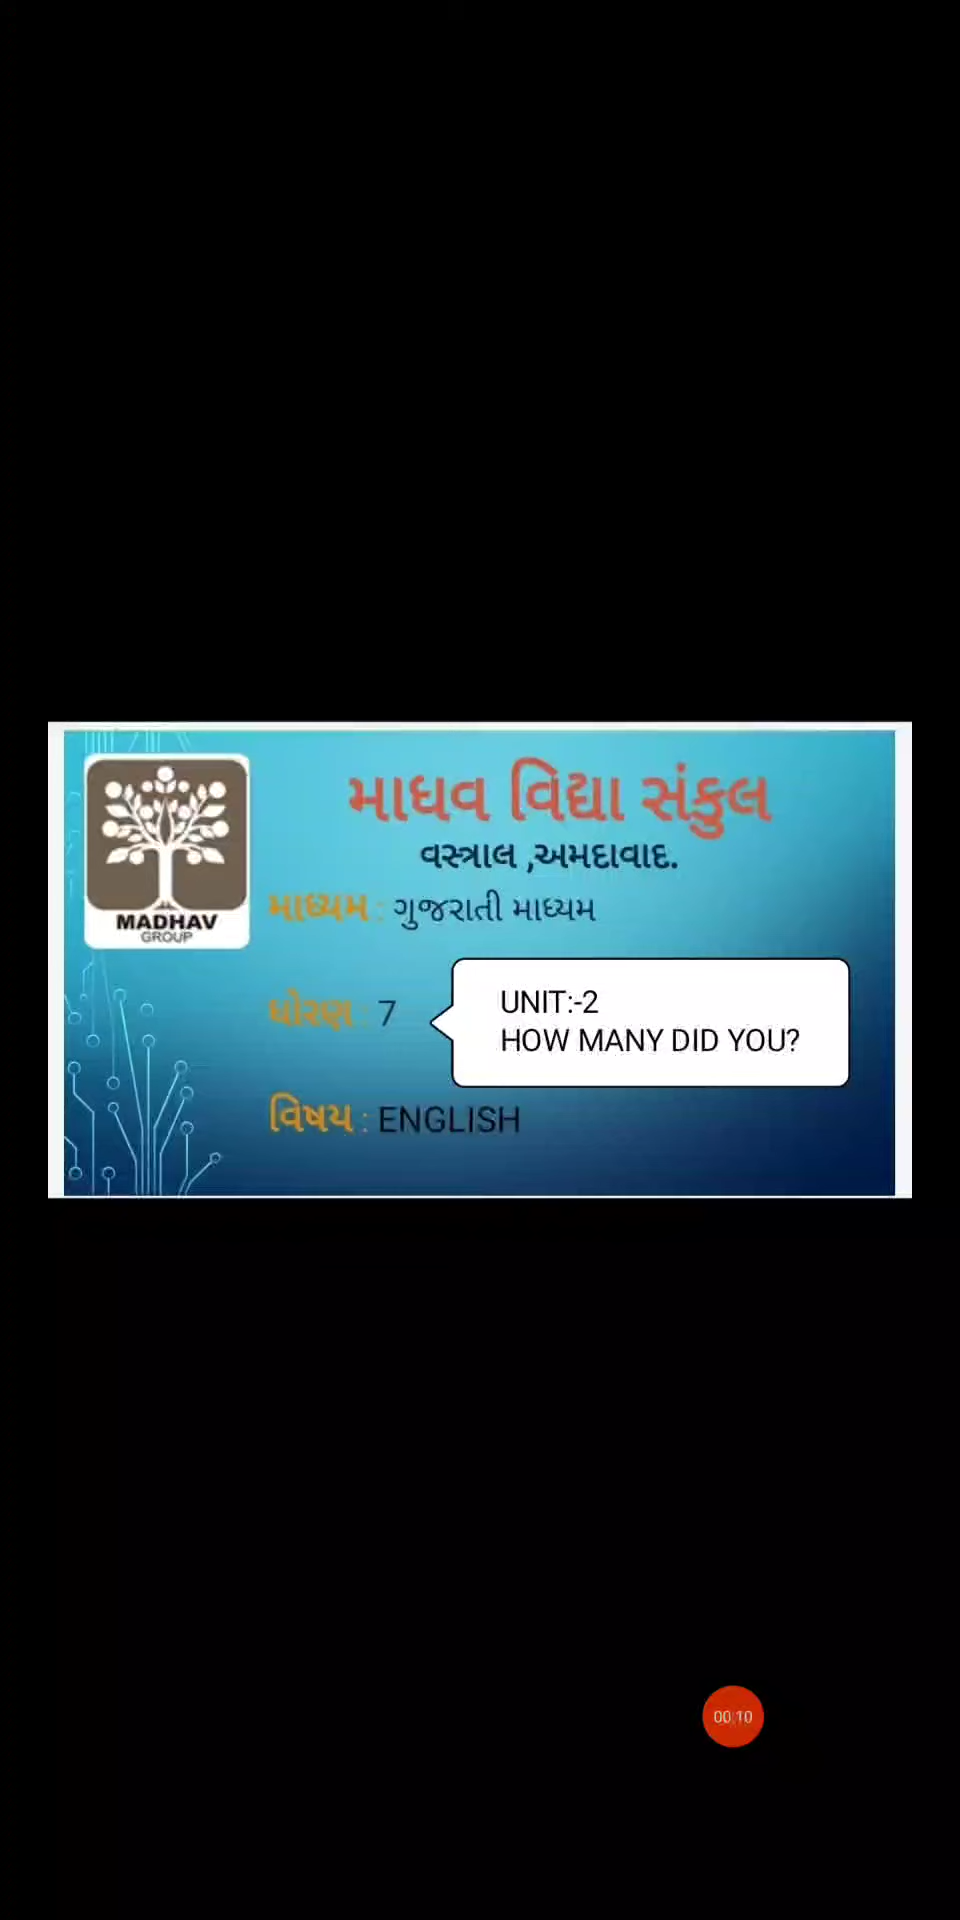 માધવ વિદ્યા સંકુલ
વસ્ત્રાલ ,અમદાવાદ.
MADHAV
GROUP
માધ્યમ : ગુજરાતી માધ્યમ
ધોરણ : 7
UNIT:-2
HOW MANY DID YOU?
વિષય : ENGLISH
00:10